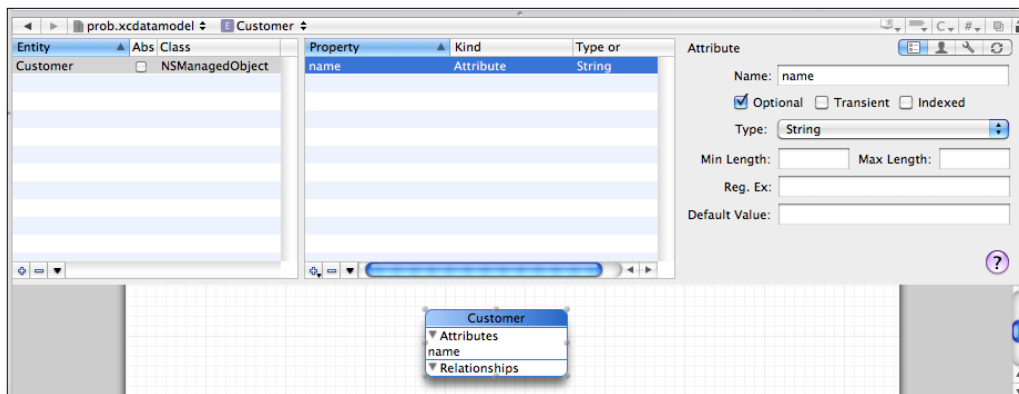 prob.xcdatamodel E Customer
C #
Entity Abs Class
Customer NSManagedObject
Property Kind Type or
name Attribute String
Attribute
Name: name
Optional Transient Indexed
Type: String
Min Length: Max Length:
Reg. Ex:
Default Value:
?
Customer
Attributes
name
Relationships